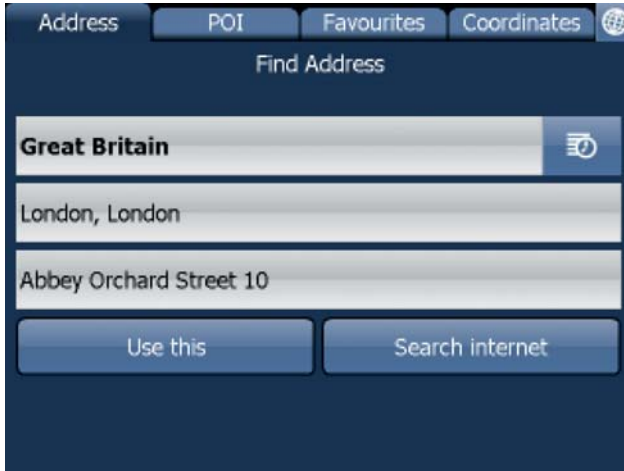 Address POI Favourites Coordinates
Find Address
Great Britain
London, London
Abbey Orchard Street 10
Use this Search internet